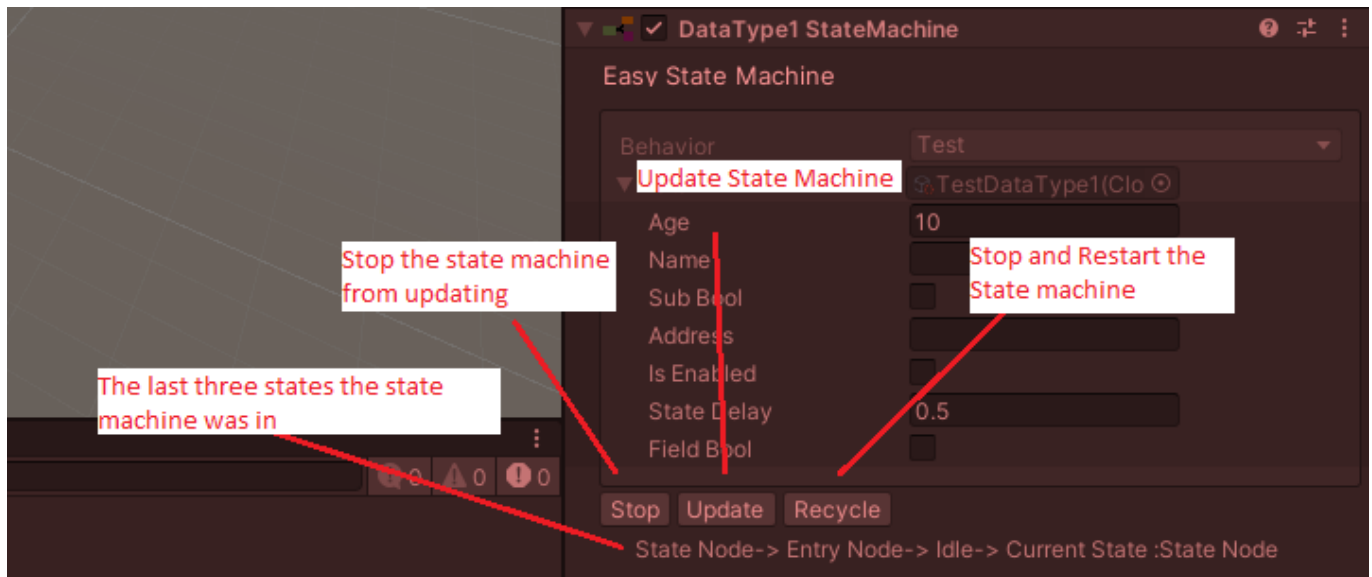 DataType1 StateMachine
Easy State Machine
Behavior
Test
Update State Machine
TestDataType1(Clo
Age
10
Stop the state machine
from updating
Name
Stop and Restart the
State machine
Sub Bool
Address
Is Enabled
The last three states the state
machine was in
State Delay
0.5
Field Bool
0
0
0
Stop
Update
Recycle
State Node-> Entry Node-> Idle-> Current State :State Node